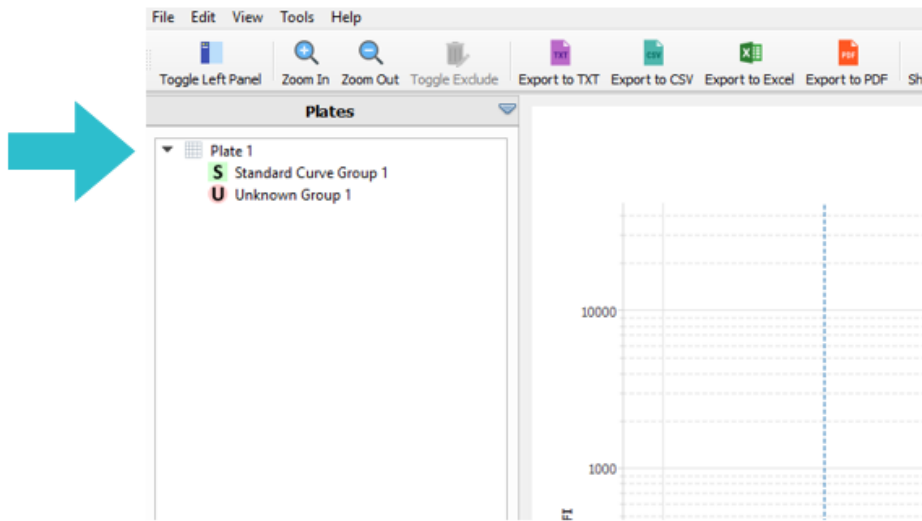 File Edit View Tools Help
TXT CSV PDF
Toggle Left Panel Zoom In Zoom Out Toggle Exclude Export to TXT Export to CSV Export to Excel Export to PDF
Plates
Plate 1
S Standard Curve Group 1
U Unknown Group 1
10000
1000